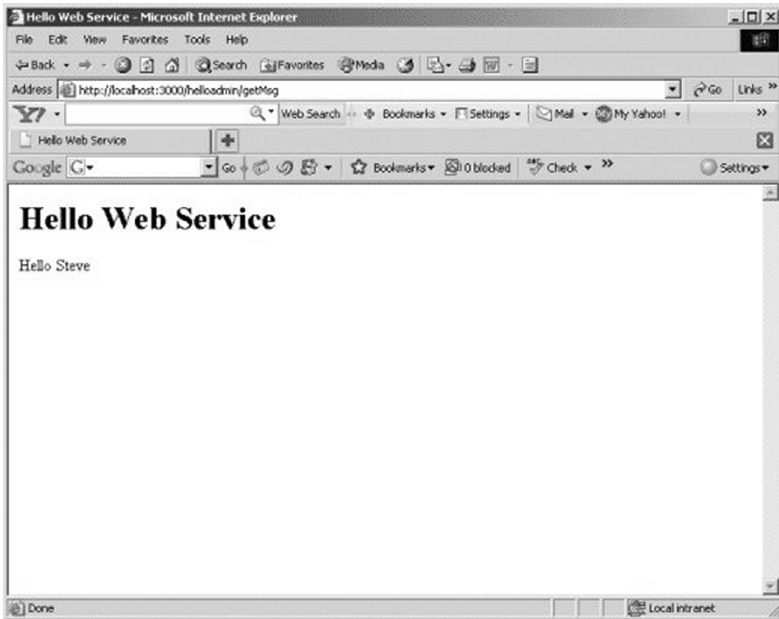 Hello Web Service - Microsoft Internet Explorer
File Edit View Favorites Tools Help
Back Search Favorites Media
Address http://localhost:3000/helloadmin/getMsg Go Links »
Y! Web Search Bookmarks Settings Mail My Yahoo! »
Hello Web Service
Google G Go Bookmarks 0 blocked Check » Settings
Hello Web Service
Hello Steve
Done Local intranet